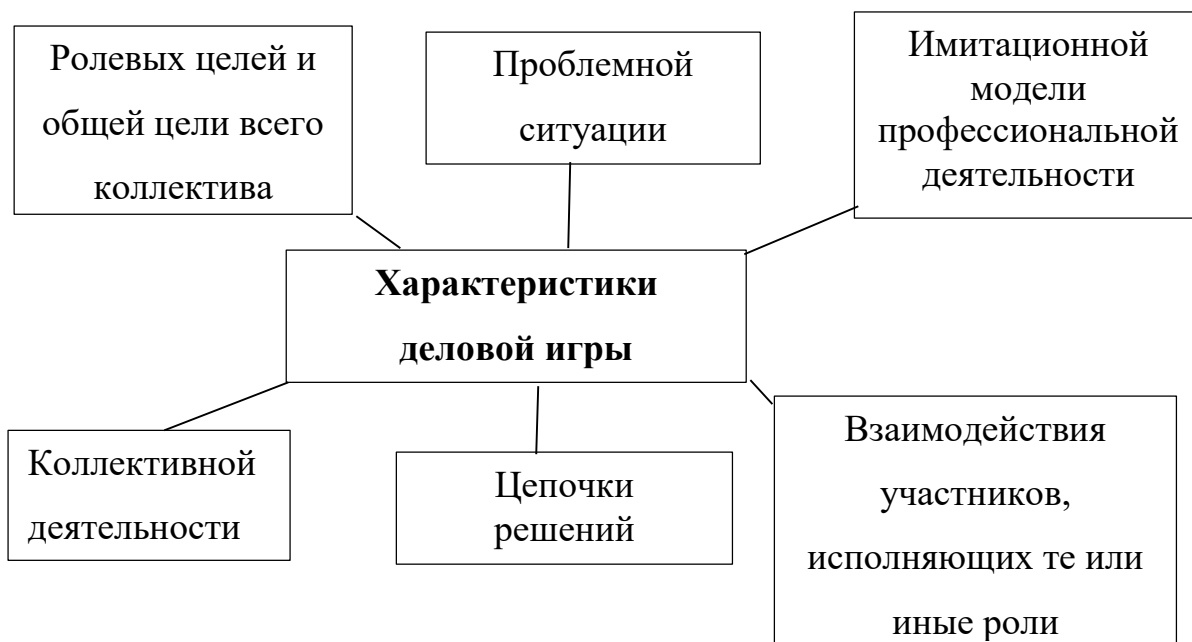 Ролевых целей и
общей цели всего
коллектива
Проблемной
ситуации
Имитационной
модели
профессиональной
деятельности
Характеристики
деловой игры
Коллективной
деятельности
Цепочки
решений
Взаимодействия
участников,
исполняющих те или
иные роли